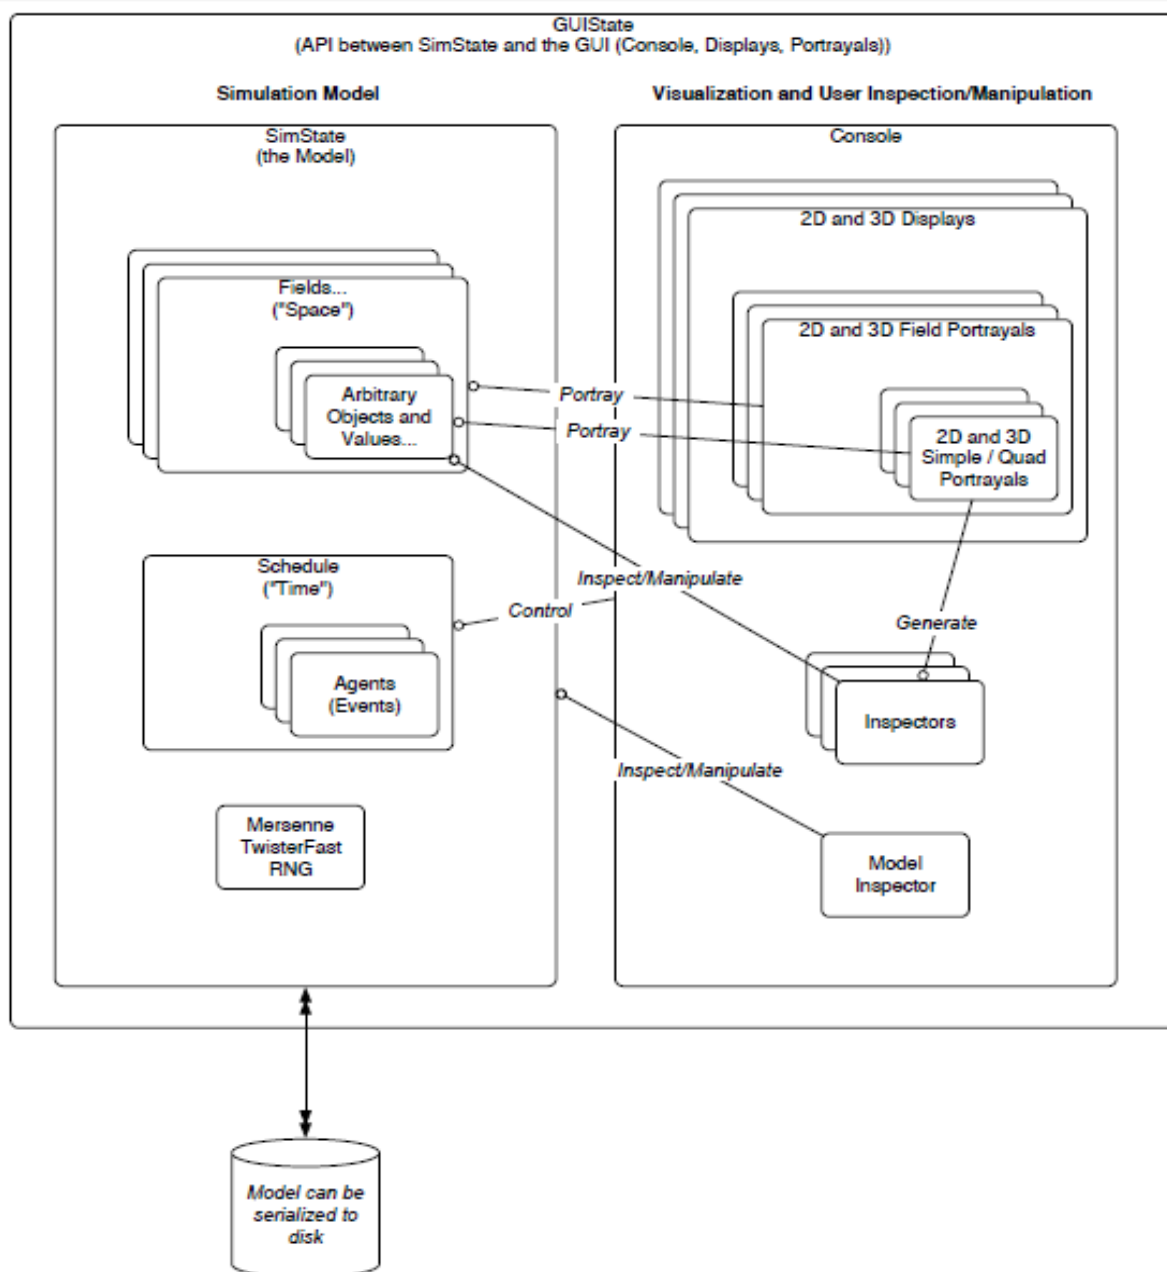 GUIState
(API between SimState and the GUI (Console, Displays, Portrayals))
Simulation Model
Visualization and User Inspection/Manipulation
SimState
(the Model)
Console
2D and 3D Displays
Fields...
("Space")
2D and 3D Field Portrayals
Arbitrary
Objects and
Values...
Portray
Portray
2D and 3D
Simple / Quad
Portrayals
Schedule
("Time")
Inspect/Manipulate
Control
Generate
Agents
(Events)
Inspectors
Inspect/Manipulate
Mersenne
TwisterFast
RNG
Model
Inspector
Model can be
serialized to
disk